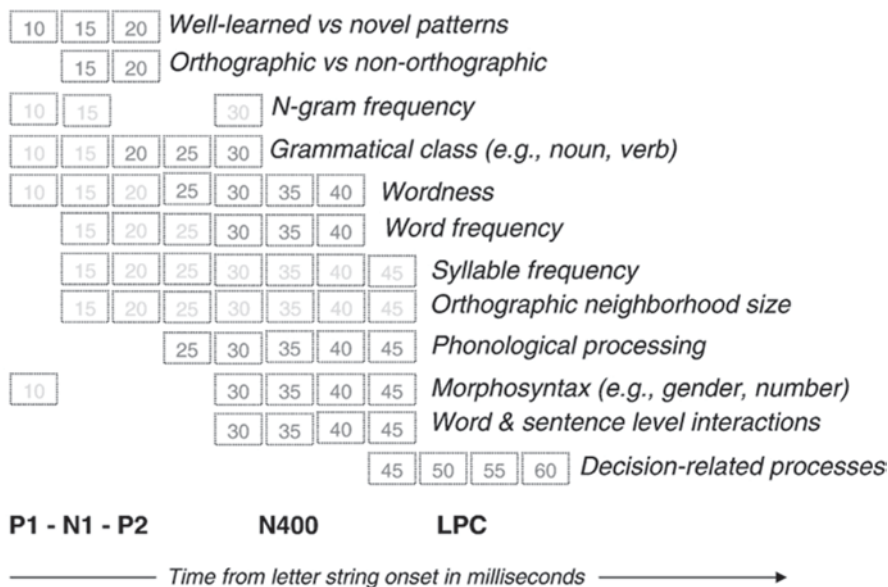 10 15 20 Well-learned vs novel patterns
15 20 Orthographic vs non-orthographic
10 15 30 N-gram frequency
10 15 20 25 30 Grammatical class (e.g., noun, verb)
10 15 20 25 30 35 40 Wordness
15 20 25 30 35 40 Word frequency
15 20 25 30 35 40 45 Syllable frequency
15 20 25 30 35 40 45 Orthographic neighborhood size
25 30 35 40 45 Phonological processing
10 30 35 40 45 Morphosyntax (e.g., gender, number)
30 35 40 45 Word & sentence level interactions
45 50 55 60 Decision-related processes
P1 - N1 - P2 N400 LPC
Time from letter string onset in milliseconds